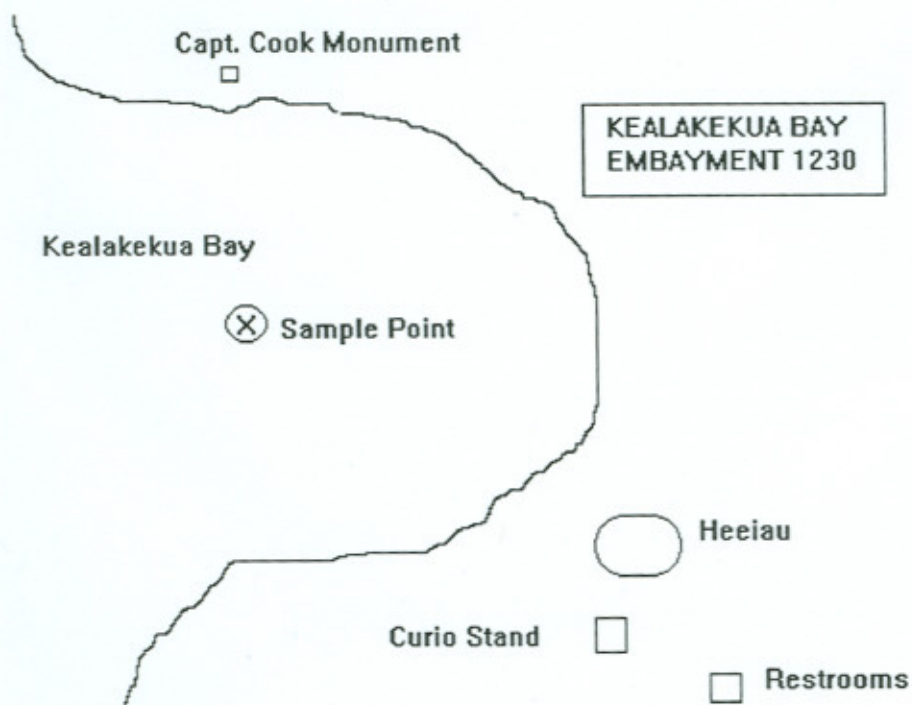 Capt. Cook Monument
KEALAKEKUA BAY
EMBAYMENT 1230
Kealakekua Bay
X Sample Point
Heeiau
Curio Stand
Restrooms